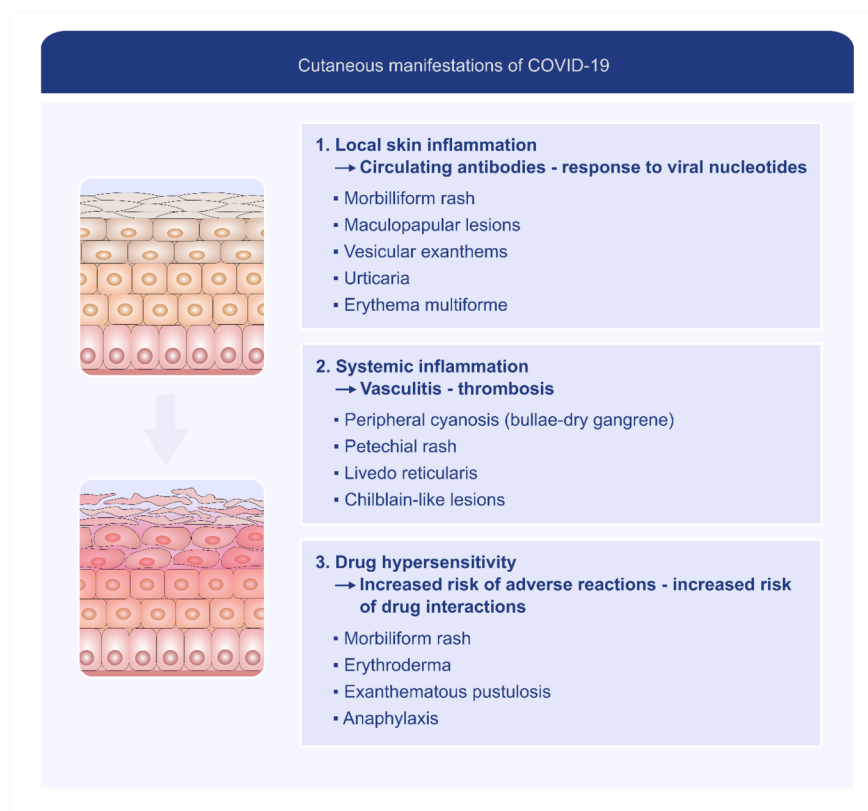 Cutaneous manifestations of COVID-19
1. Local skin inflammation
→ Circulating antibodies - response to viral nucleotides
▪ Morbilliform rash
▪ Maculopapular lesions
▪ Vesicular exanthems
▪ Urticaria
▪ Erythema multiforme
2. Systemic inflammation
→ Vasculitis - thrombosis
▪ Peripheral cyanosis (bullae-dry gangrene)
▪ Petechial rash
▪ Livedo reticularis
▪ Chilblain-like lesions
3. Drug hypersensitivity
→ Increased risk of adverse reactions - increased risk
of drug interactions
▪ Morbiliform rash
▪ Erythroderma
▪ Exanthematous pustulosis
▪ Anaphylaxis